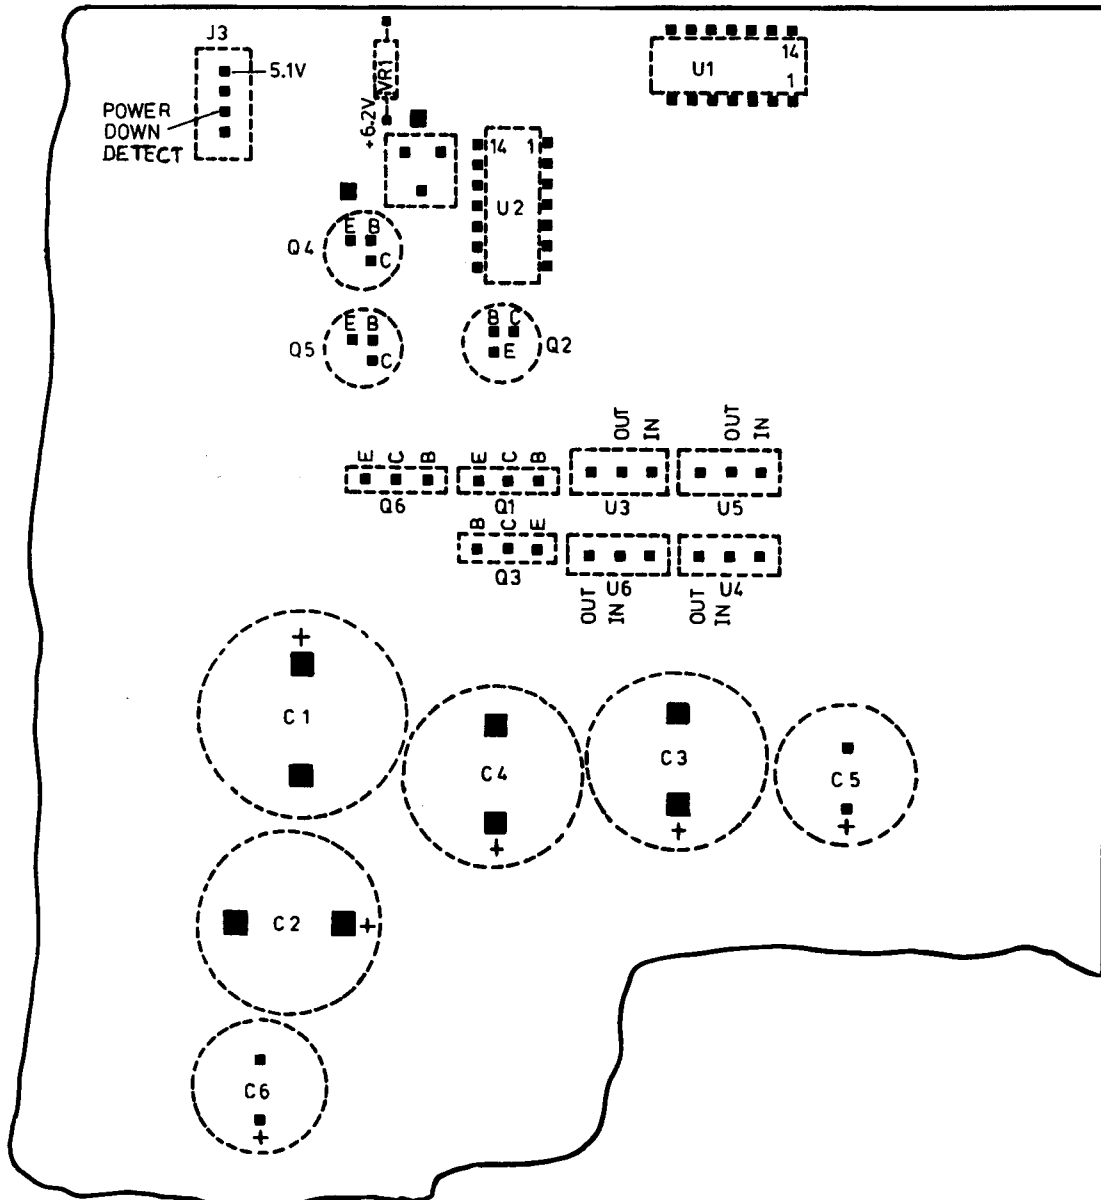 J3
5.1V
POWER
DOWN
DETECT
VR1
+6.2V
U1
14
1
14 1
U2
E B
C
Q4
E B
C
Q5
B C
E
Q2
E C B
Q6
E C B
Q1
B C E
Q3
OUT IN
U3
OUT IN
U5
U6
OUT IN
U4
OUT IN
+
C1
C4
+
C3
+
C5
+
C2 +
C6
+